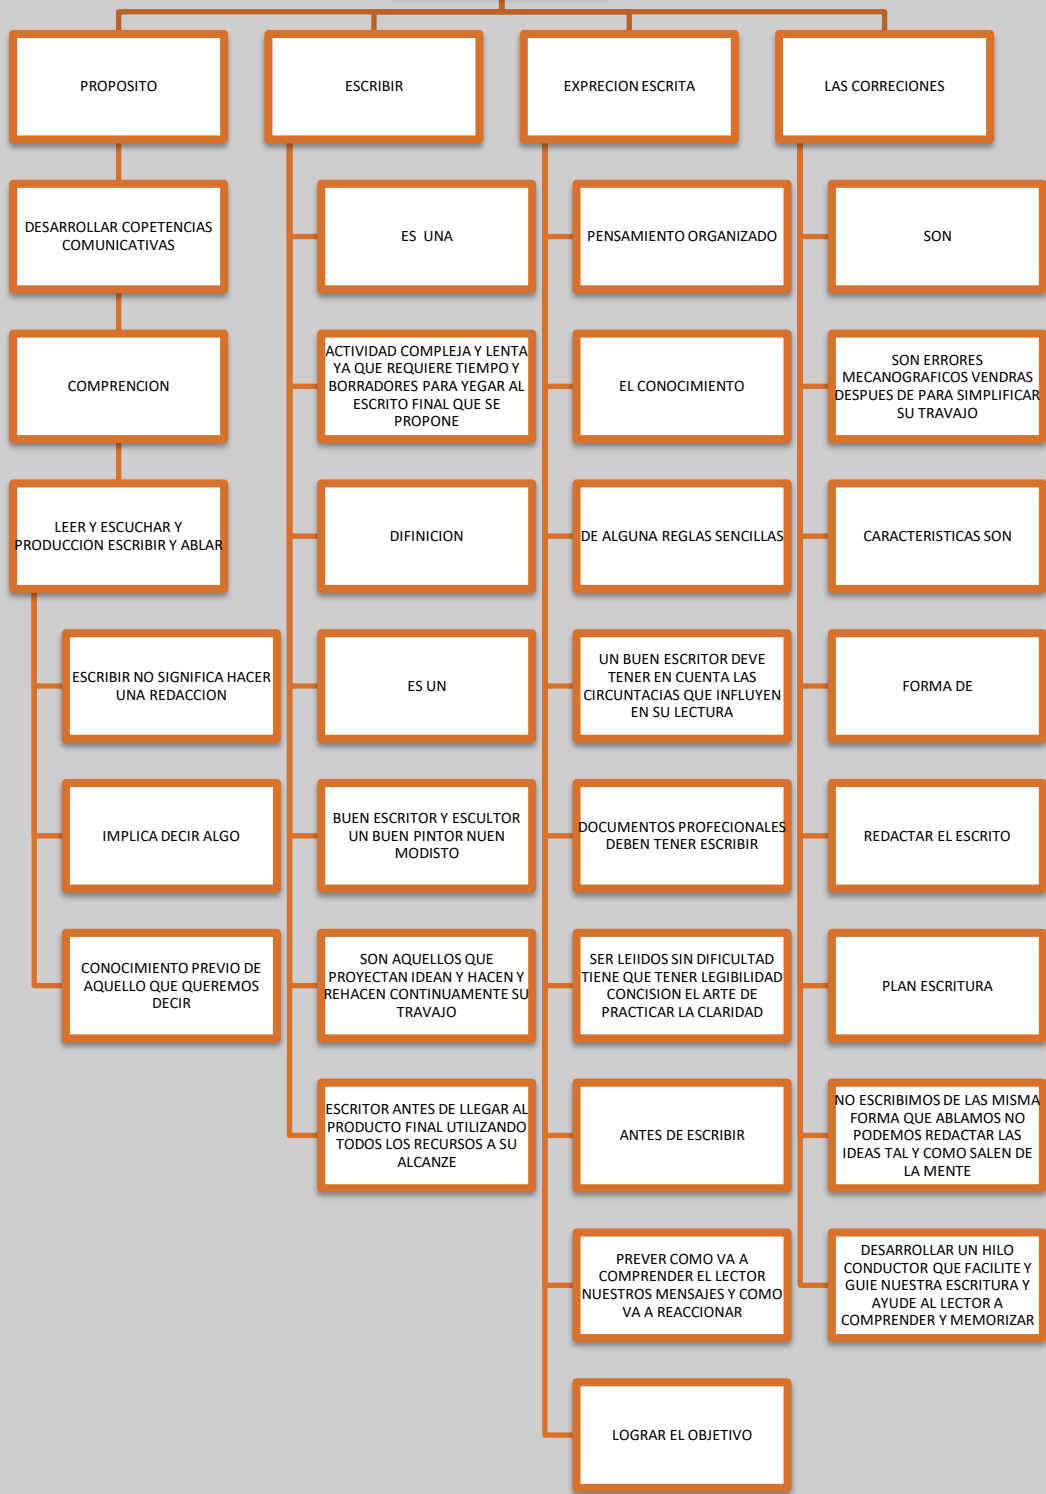 PROPOSITO
DESARROLLAR COPETENCIAS
COMUNICATIVAS
COMPRENCION
LEER Y ESCUCHAR Y
PRODUCCION ESCRIBIR Y ABLAR
ESCRIBIR NO SIGNIFICA HACER
UNA REDACCION
IMPLICA DECIR ALGO
CONOCIMIENTO PREVIO DE
AQUELLO QUE QUEREMOS
DECIR
ESCRIBIR
ES UNA
ACTIVIDAD COMPLEJA Y LENTA
YA QUE REQUIERE TIEMPO Y
BORRADORES PARA YEGAR AL
ESCRITO FINAL QUE SE
PROPONE
DIFINICION
ES UN
BUEN ESCRITOR Y ESCULTOR
UN BUEN PINTOR NUEN
MODISTO
SON AQUELLOS QUE
PROYECTAN IDEAN Y HACEN Y
REHACEN CONTINUAMENTE SU
TRAVAJO
ESCRITOR ANTES DE LLEGAR AL
PRODUCTO FINAL UTILIZANDO
TODOS LOS RECURSOS A SU
ALCANZE
EXPRECION ESCRITA
PENSAMIENTO ORGANIZADO
EL CONOCIMIENTO
DE ALGUNA REGLAS SENCILLAS
UN BUEN ESCRITOR DEVE
TENER EN CUENTA LAS
CIRCUNTACIAS QUE INFLUYEN
EN SU LECTURA
DOCUMENTOS PROFECIONALES
DEBEN TENER ESCRIBIR
SER LEIIDOS SIN DIFICULTAD
TIENE QUE TENER LEGIBILIDAD
CONCISION EL ARTE DE
PRACTICAR LA CLARIDAD
ANTES DE ESCRIBIR
PREVER COMO VA A
COMPRENDER EL LECTOR
NUESTROS MENSAJES Y COMO
VA A REACCIONAR
LOGRAR EL OBJETIVO
LAS CORRECIONES
SON
SON ERRORES
MECANOGRAFICOS VENDRAS
DESPUES DE PARA SIMPLIFICAR
SU TRAVAJO
CARACTERISTICAS SON
FORMA DE
REDACTAR EL ESCRITO
PLAN ESCRITURA
NO ESCRIBIMOS DE LAS MISMA
FORMA QUE ABLAMOS NO
PODEMOS REDACTAR LAS
IDEAS TAL Y COMO SALEN DE
LA MENTE
DESARROLLAR UN HILO
CONDUCTOR QUE FACILITE Y
GUIE NUESTRA ESCRITURA Y
AYUDE AL LECTOR A
COMPRENDER Y MEMORIZAR